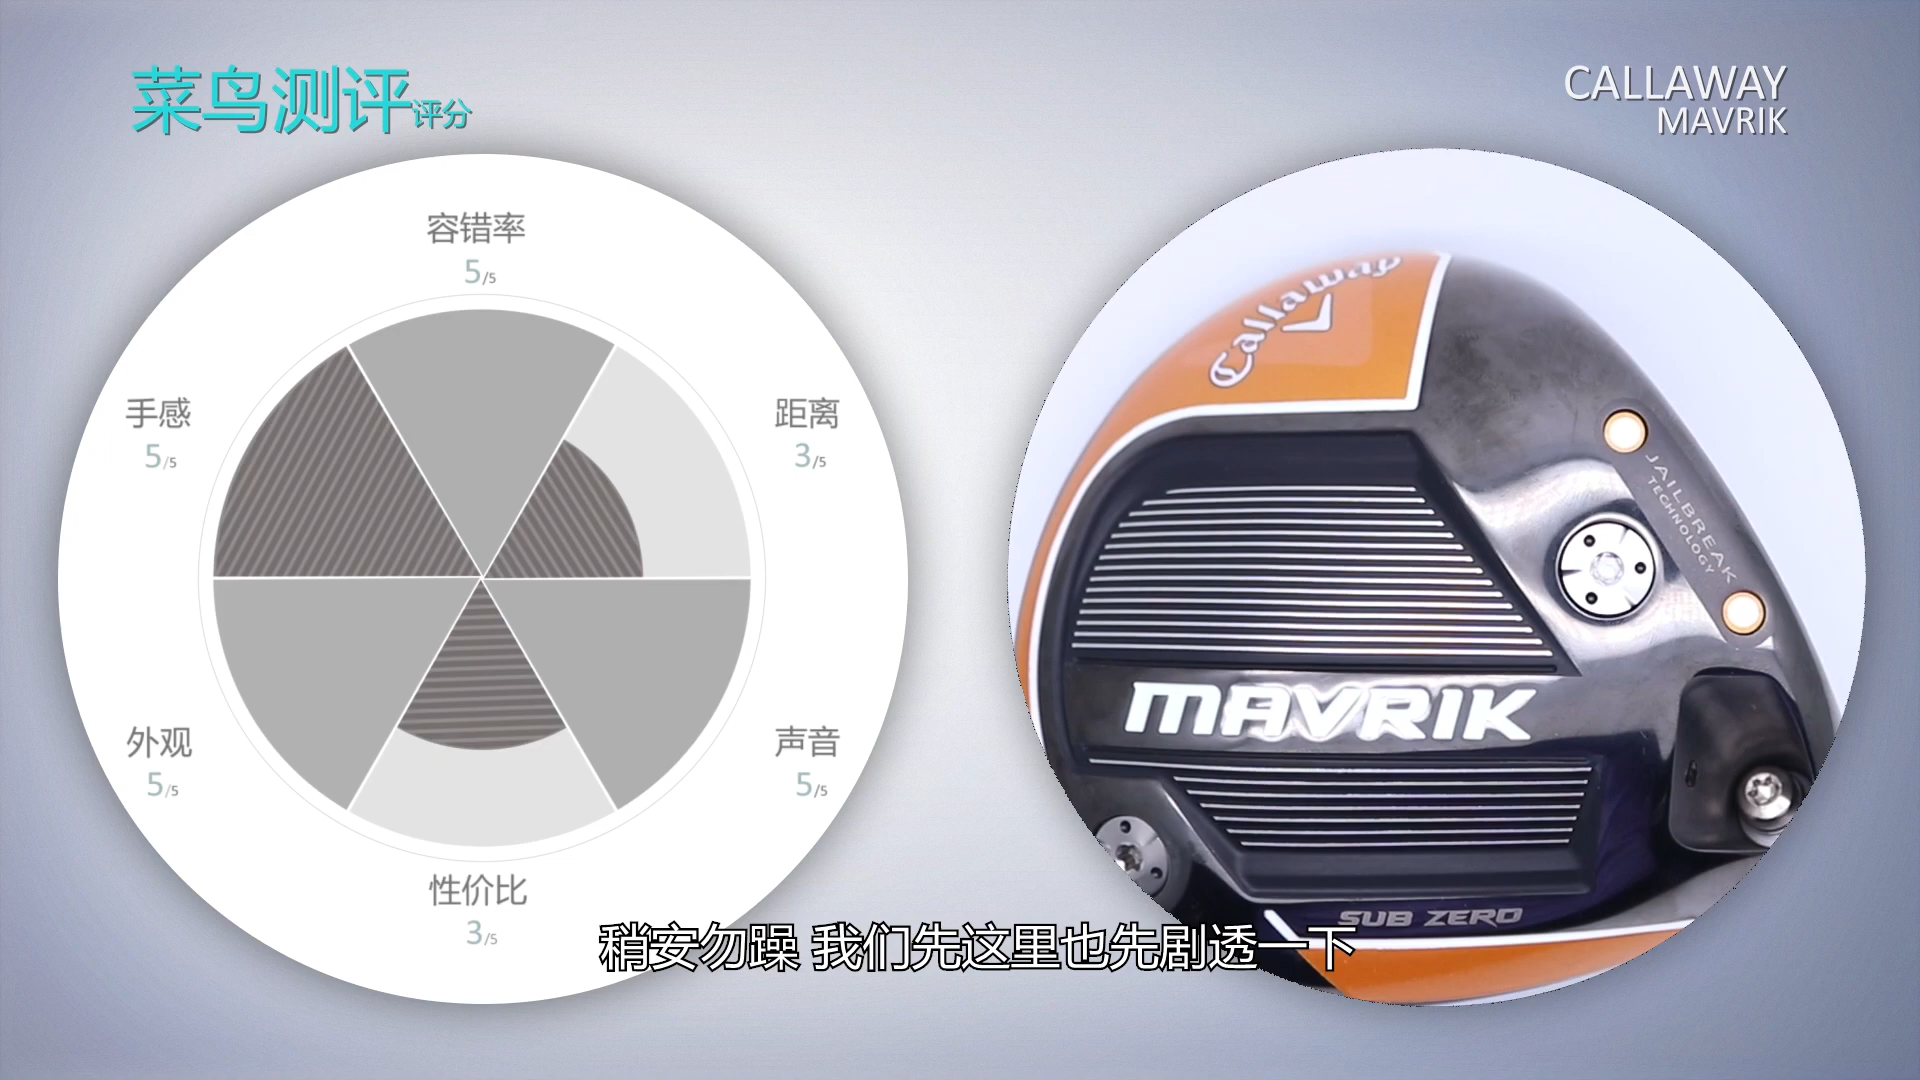 菜鸟测评评分
CALLAWAY
MAVRIK
容错率
5/5
手感
5/5
距离
3/5
外观
5/5
声音
5/5
性价比
3/5
Callaway
JAILBREAK
TECHNOLOGY
MAVRIK
SUB ZERO
稍安勿躁 我们先这里也先剧透一下